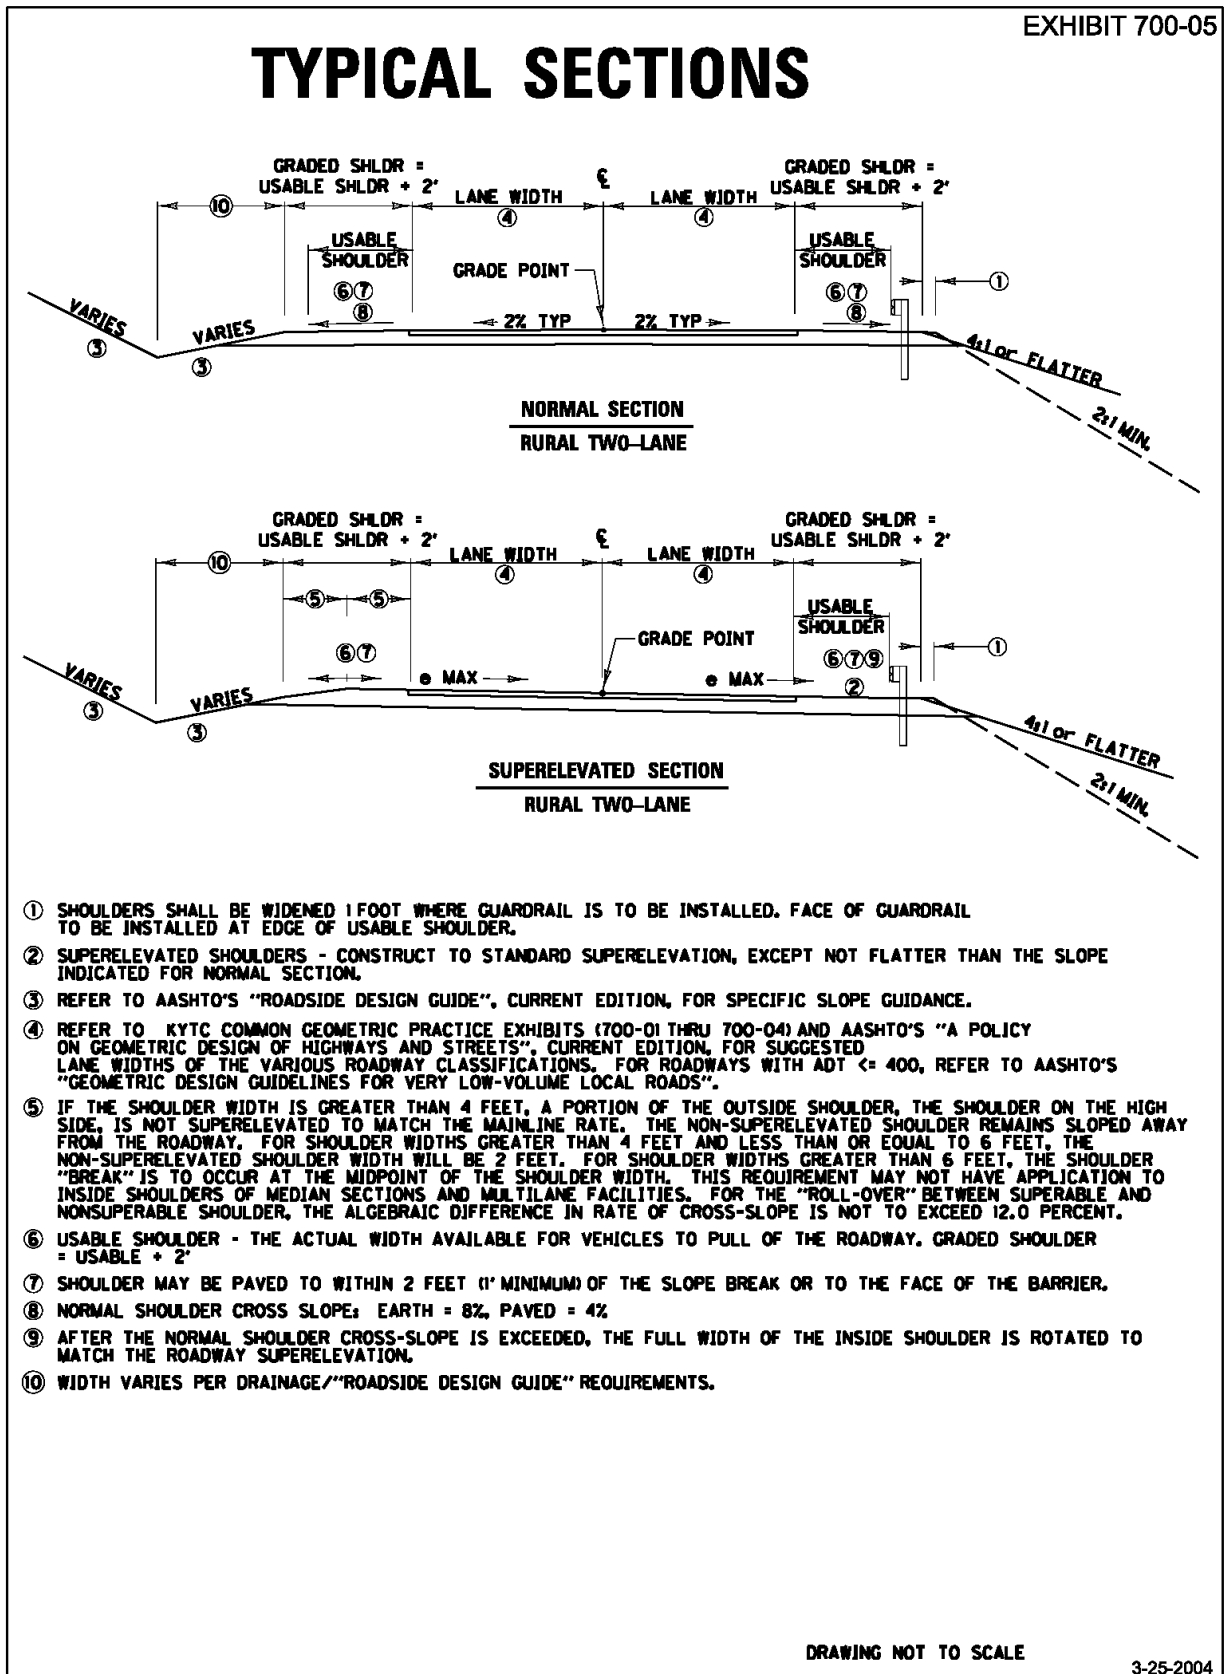 EXHIBIT 700-05
TYPICAL SECTIONS
GRADED SHLDR =
USABLE SHLDR + 2'
LANE WIDTH
④
℄
LANE WIDTH
④
GRADED SHLDR =
USABLE SHLDR + 2'
⑩
USABLE
SHOULDER
⑥⑦
⑧
GRADE POINT
USABLE
SHOULDER
⑥⑦
⑧
①
VARIES
③
VARIES
③
2% TYP
2% TYP
4:1 or FLATTER
2:1 MIN.
NORMAL SECTION
RURAL TWO-LANE
GRADED SHLDR =
USABLE SHLDR + 2'
LANE WIDTH
④
℄
LANE WIDTH
④
GRADED SHLDR =
USABLE SHLDR + 2'
⑩
⑤ ⑤
⑥⑦
GRADE POINT
USABLE
SHOULDER
⑥⑦⑨
②
①
VARIES
③
VARIES
③
e MAX
e MAX
4:1 or FLATTER
2:1 MIN.
SUPERELEVATED SECTION
RURAL TWO-LANE
① SHOULDERS SHALL BE WIDENED 1 FOOT WHERE GUARDRAIL IS TO BE INSTALLED. FACE OF GUARDRAIL
TO BE INSTALLED AT EDGE OF USABLE SHOULDER.
② SUPERELEVATED SHOULDERS - CONSTRUCT TO STANDARD SUPERELEVATION, EXCEPT NOT FLATTER THAN THE SLOPE
INDICATED FOR NORMAL SECTION.
③ REFER TO AASHTO'S "ROADSIDE DESIGN GUIDE", CURRENT EDITION, FOR SPECIFIC SLOPE GUIDANCE.
④ REFER TO KYTC COMMON GEOMETRIC PRACTICE EXHIBITS (700-01 THRU 700-04) AND AASHTO'S "A POLICY
ON GEOMETRIC DESIGN OF HIGHWAYS AND STREETS", CURRENT EDITION, FOR SUGGESTED
LANE WIDTHS OF THE VARIOUS ROADWAY CLASSIFICATIONS. FOR ROADWAYS WITH ADT <= 400, REFER TO AASHTO'S
"GEOMETRIC DESIGN GUIDELINES FOR VERY LOW-VOLUME LOCAL ROADS".
⑤ IF THE SHOULDER WIDTH IS GREATER THAN 4 FEET, A PORTION OF THE OUTSIDE SHOULDER, THE SHOULDER ON THE HIGH
SIDE, IS NOT SUPERELEVATED TO MATCH THE MAINLINE RATE. THE NON-SUPERELEVATED SHOULDER REMAINS SLOPED AWAY
FROM THE ROADWAY. FOR SHOULDER WIDTHS GREATER THAN 4 FEET AND LESS THAN OR EQUAL TO 6 FEET, THE
NON-SUPERELEVATED SHOULDER WIDTH WILL BE 2 FEET. FOR SHOULDER WIDTHS GREATER THAN 6 FEET, THE SHOULDER
"BREAK" IS TO OCCUR AT THE MIDPOINT OF THE SHOULDER WIDTH. THIS REQUIREMENT MAY NOT HAVE APPLICATION TO
INSIDE SHOULDERS OF MEDIAN SECTIONS AND MULTILANE FACILITIES. FOR THE "ROLL-OVER" BETWEEN SUPERABLE AND
NONSUPERABLE SHOULDER, THE ALGEBRAIC DIFFERENCE IN RATE OF CROSS-SLOPE IS NOT TO EXCEED 12.0 PERCENT.
⑥ USABLE SHOULDER - THE ACTUAL WIDTH AVAILABLE FOR VEHICLES TO PULL OF THE ROADWAY. GRADED SHOULDER
= USABLE + 2'
⑦ SHOULDER MAY BE PAVED TO WITHIN 2 FEET (1' MINIMUM) OF THE SLOPE BREAK OR TO THE FACE OF THE BARRIER.
⑧ NORMAL SHOULDER CROSS SLOPE: EARTH = 8%, PAVED = 4%
⑨ AFTER THE NORMAL SHOULDER CROSS-SLOPE IS EXCEEDED, THE FULL WIDTH OF THE INSIDE SHOULDER IS ROTATED TO
MATCH THE ROADWAY SUPERELEVATION.
⑩ WIDTH VARIES PER DRAINAGE/"ROADSIDE DESIGN GUIDE" REQUIREMENTS.
DRAWING NOT TO SCALE
3-25-2004